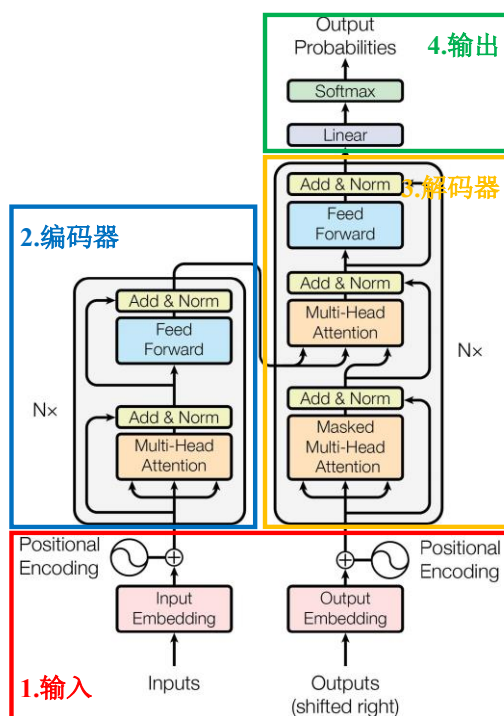 Output
Probabilities
4.输出
Softmax
Linear
Add & Norm
3.解码器
Feed
Forward
Add & Norm
Multi-Head
Attention
N×
Add & Norm
Masked
Multi-Head
Attention
2.编码器
Add & Norm
Feed
Forward
N×
Add & Norm
Multi-Head
Attention
Positional
Encoding
Positional
Encoding
Input
Embedding
Output
Embedding
1.输入
Inputs
Outputs
(shifted right)